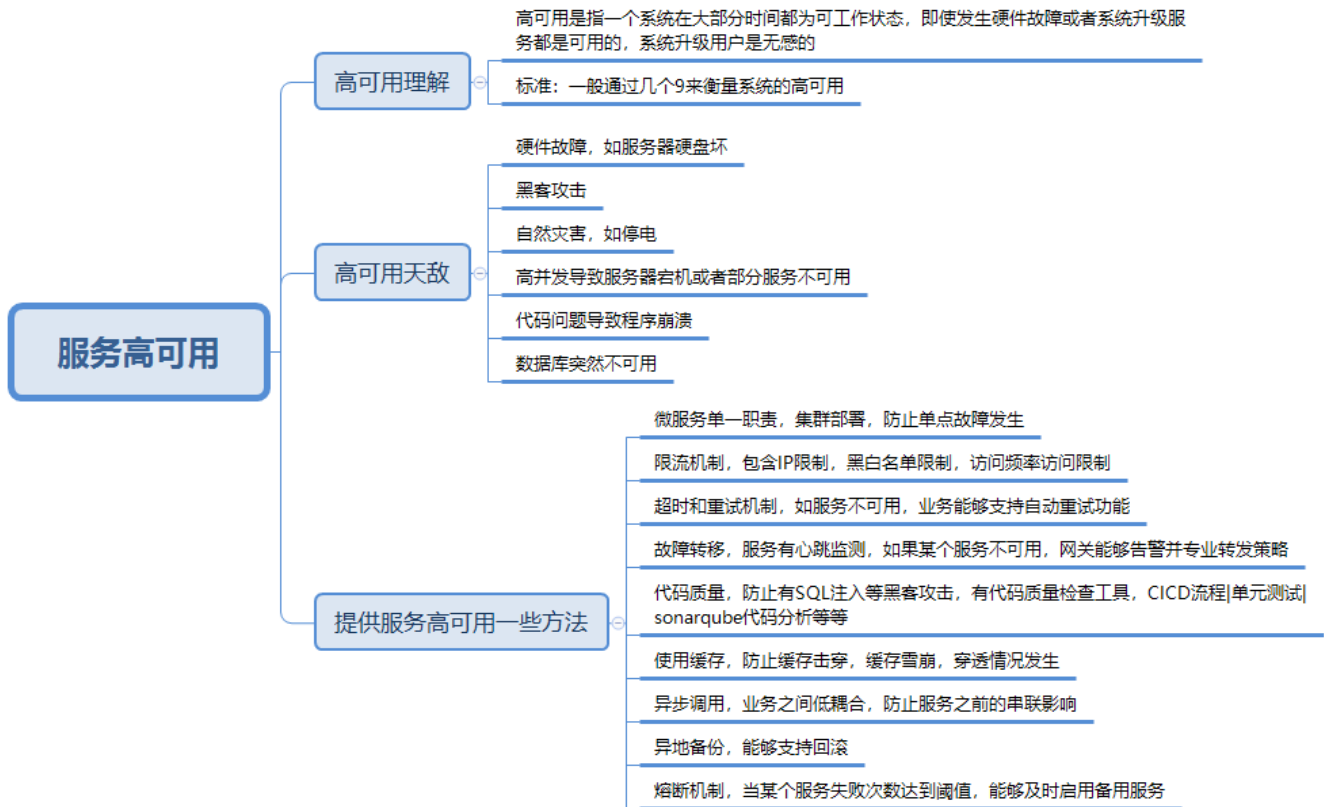 服务高可用
高可用理解
高可用是指一个系统在大部分时间都为可工作状态，即使发生硬件故障或者系统升级服
务都是可用的，系统升级用户是无感的
标准：一般通过几个9来衡量系统的高可用
高可用天敌
硬件故障，如服务器硬盘坏
黑客攻击
自然灾害，如停电
高并发导致服务器宕机或者部分服务不可用
代码问题导致程序崩溃
数据库突然不可用
提供服务高可用一些方法
微服务单一职责，集群部署，防止单点故障发生
限流机制，包含IP限制，黑白名单限制，访问频率访问限制
超时和重试机制，如服务不可用，业务能够支持自动重试功能
故障转移，服务有心跳监测，如果某个服务不可用，网关能够告警并专业转发策略
代码质量，防止有SQL注入等黑客攻击，有代码质量检查工具，CICD流程|单元测试|
sonarqube代码分析等等
使用缓存，防止缓存击穿，缓存雪崩，穿透情况发生
异步调用，业务之间低耦合，防止服务之前的串联影响
异地备份，能够支持回滚
熔断机制，当某个服务失败次数达到阈值，能够及时启用备用服务